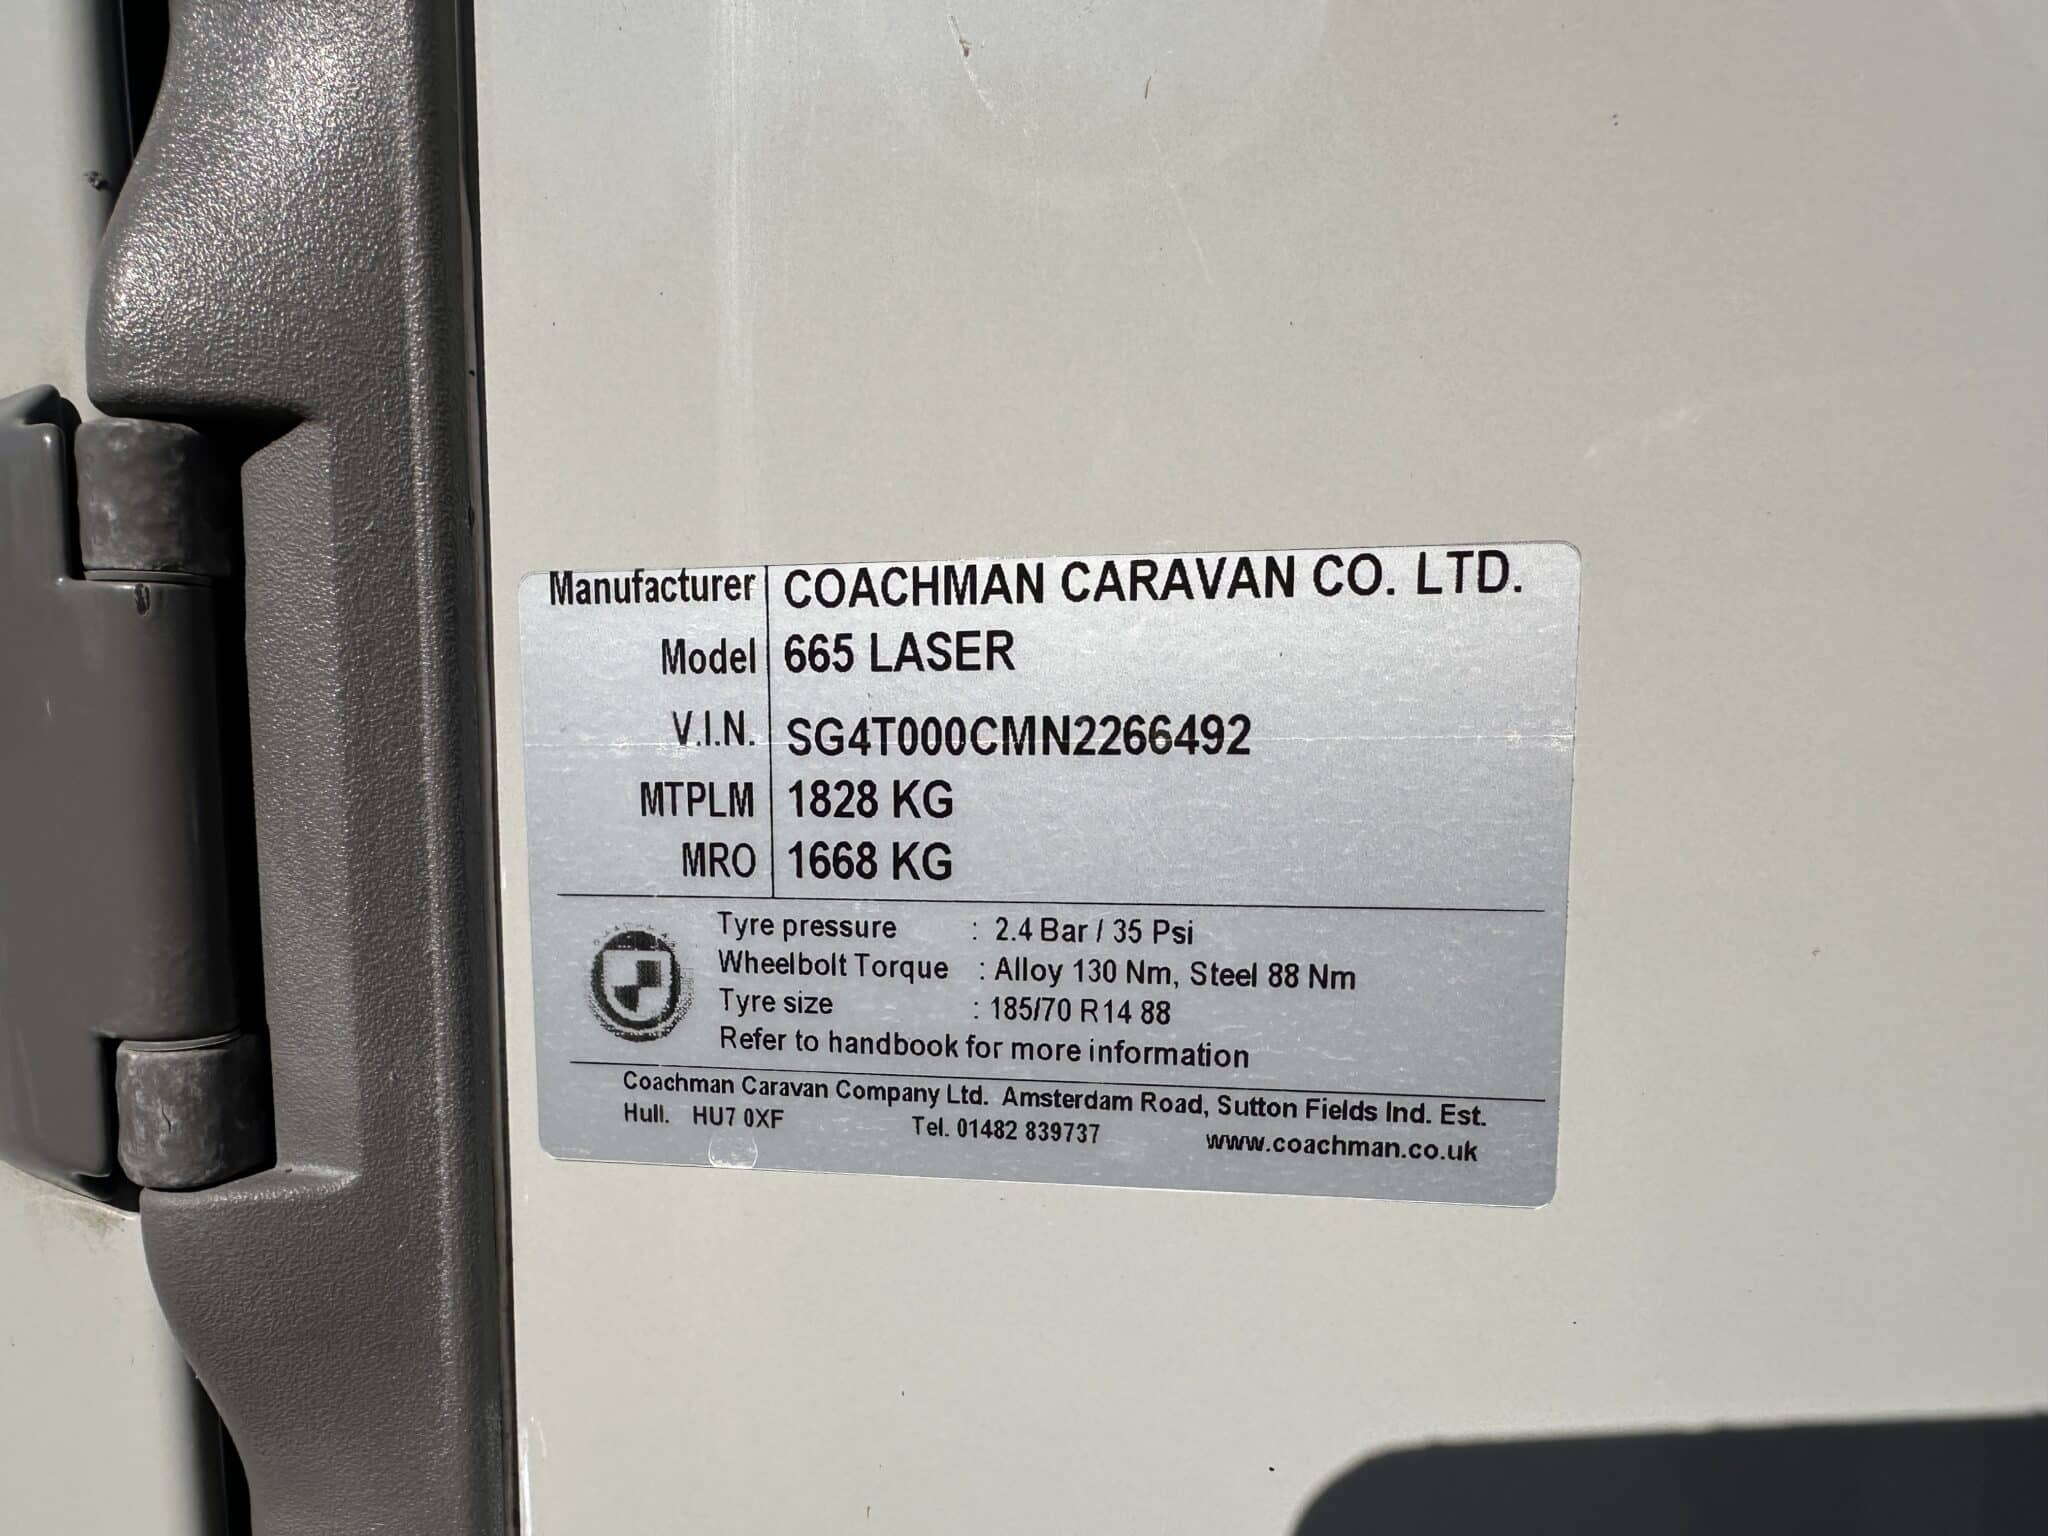 Manufacturer COACHMAN CARAVAN CO. LTD.
Model 665 LASER
V.I.N. SG4T000CMN2266492
MTPLM 1828 KG
MRO 1668 KG
Tyre pressure : 2.4 Bar / 35 Psi
Wheelbolt Torque : Alloy 130 Nm, Steel 88 Nm
Tyre size : 185/70 R14 88
Refer to handbook for more information
Coachman Caravan Company Ltd. Amsterdam Road, Sutton Fields Ind. Est.
Hull. HU7 0XF Tel. 01482 839737 www.coachman.co.uk